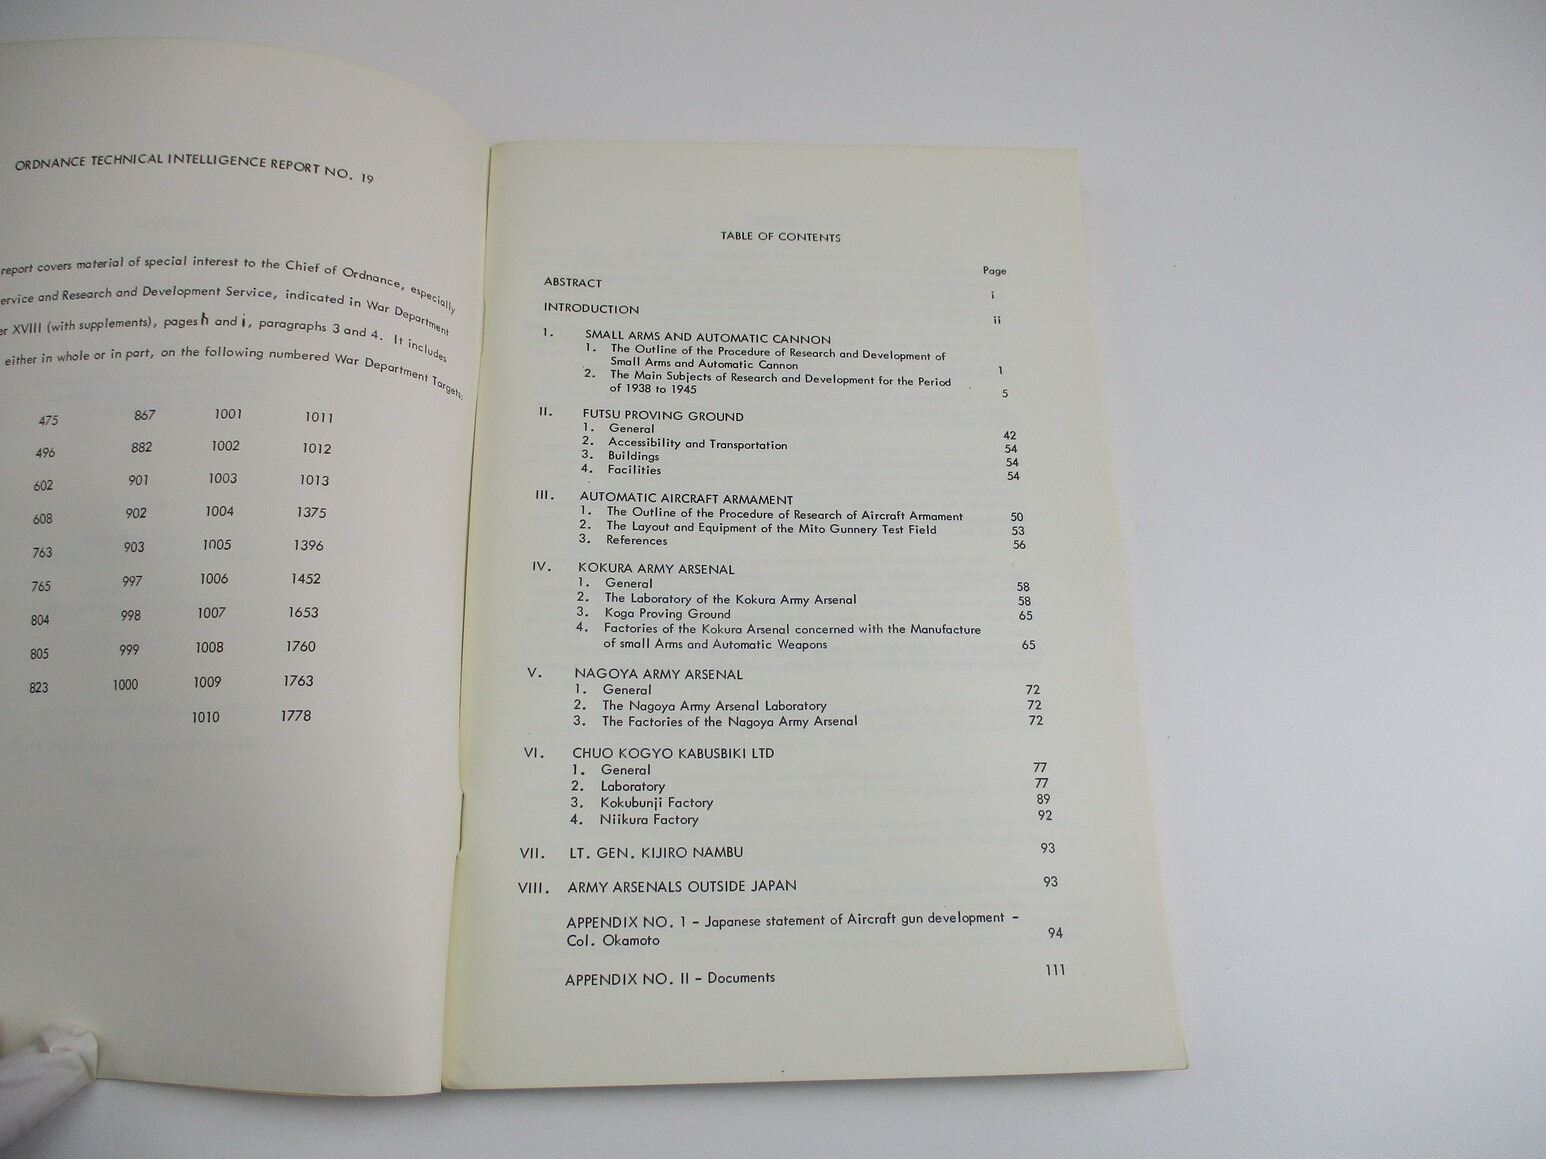 ORDNANCE TECHNICAL INTELLIGENCE REPORT NO. 19
report covers material of special interest to the Chief of Ordnance, especially
ervice and Research and Development Service, indicated in War Department
er XVIII (with supplements), pages h and i, paragraphs 3 and 4. It includes
either in whole or in part, on the following numbered War Department Targets:
475 867 1001 1011
496 882 1002 1012
602 901 1003 1013
608 902 1004 1375
763 903 1005 1396
765 997 1006 1452
804 998 1007 1653
805 999 1008 1760
823 1000 1009 1763
1010 1778
TABLE OF CONTENTS
Page
ABSTRACT i
INTRODUCTION ii
I. SMALL ARMS AND AUTOMATIC CANNON
1. The Outline of the Procedure of Research and Development of
Small Arms and Automatic Cannon 1
2. The Main Subjects of Research and Development for the Period
of 1938 to 1945 5
II. FUTSU PROVING GROUND
1. General 42
2. Accessibility and Transportation 54
3. Buildings 54
4. Facilities 54
III. AUTOMATIC AIRCRAFT ARMAMENT
1. The Outline of the Procedure of Research of Aircraft Armament 50
2. The Layout and Equipment of the Mito Gunnery Test Field 53
3. References 56
IV. KOKURA ARMY ARSENAL
1. General 58
2. The Laboratory of the Kokura Army Arsenal 58
3. Koga Proving Ground 65
4. Factories of the Kokura Arsenal concerned with the Manufacture
of small Arms and Automatic Weapons 65
V. NAGOYA ARMY ARSENAL
1. General 72
2. The Nagoya Army Arsenal Laboratory 72
3. The Factories of the Nagoya Army Arsenal 72
VI. CHUO KOGYO KABUSBIKI LTD
1. General 77
2. Laboratory 77
3. Kokubunji Factory 89
4. Niikura Factory 92
VII. LT. GEN. KIJIRO NAMBU 93
VIII. ARMY ARSENALS OUTSIDE JAPAN 93
APPENDIX NO. 1 - Japanese statement of Aircraft gun development -
Col. Okamoto 94
APPENDIX NO. II - Documents 111